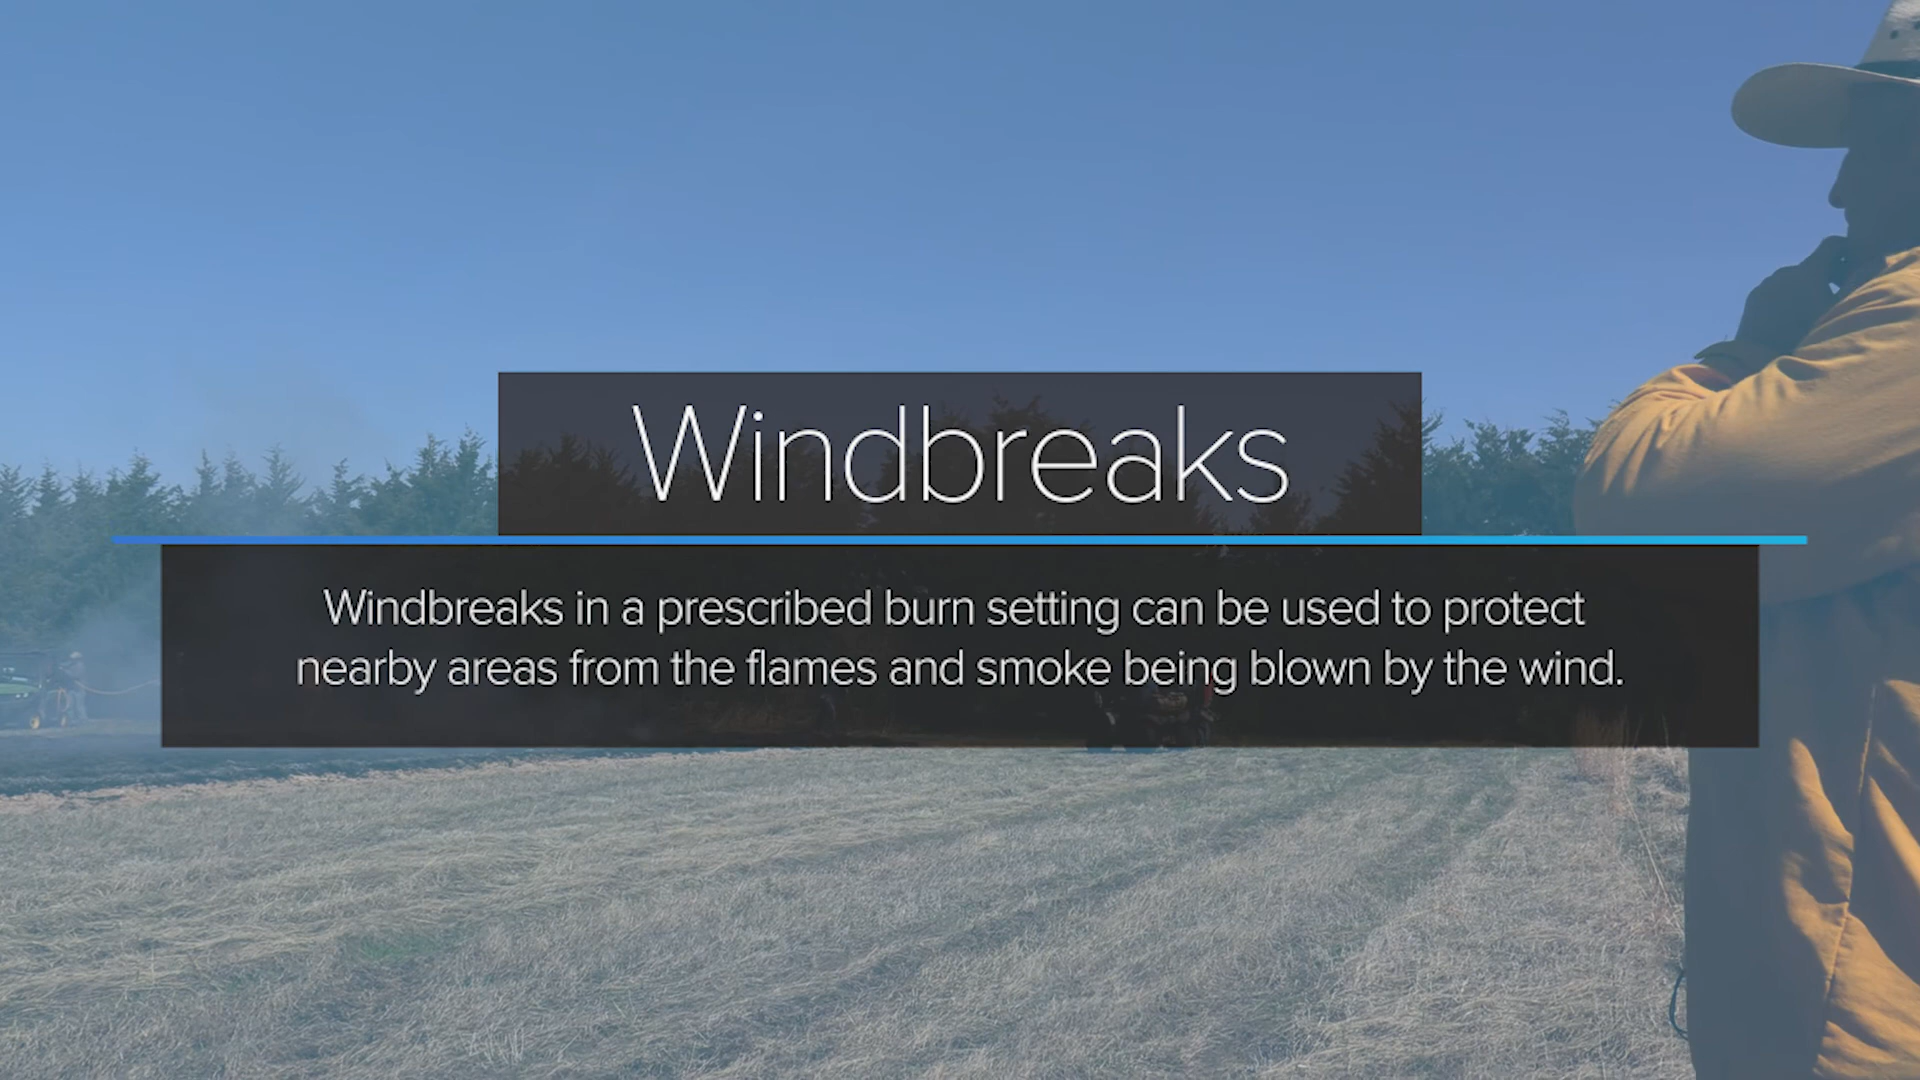 Windbreaks
Windbreaks in a prescribed burn setting can be used to protect
nearby areas from the flames and smoke being blown by the wind.